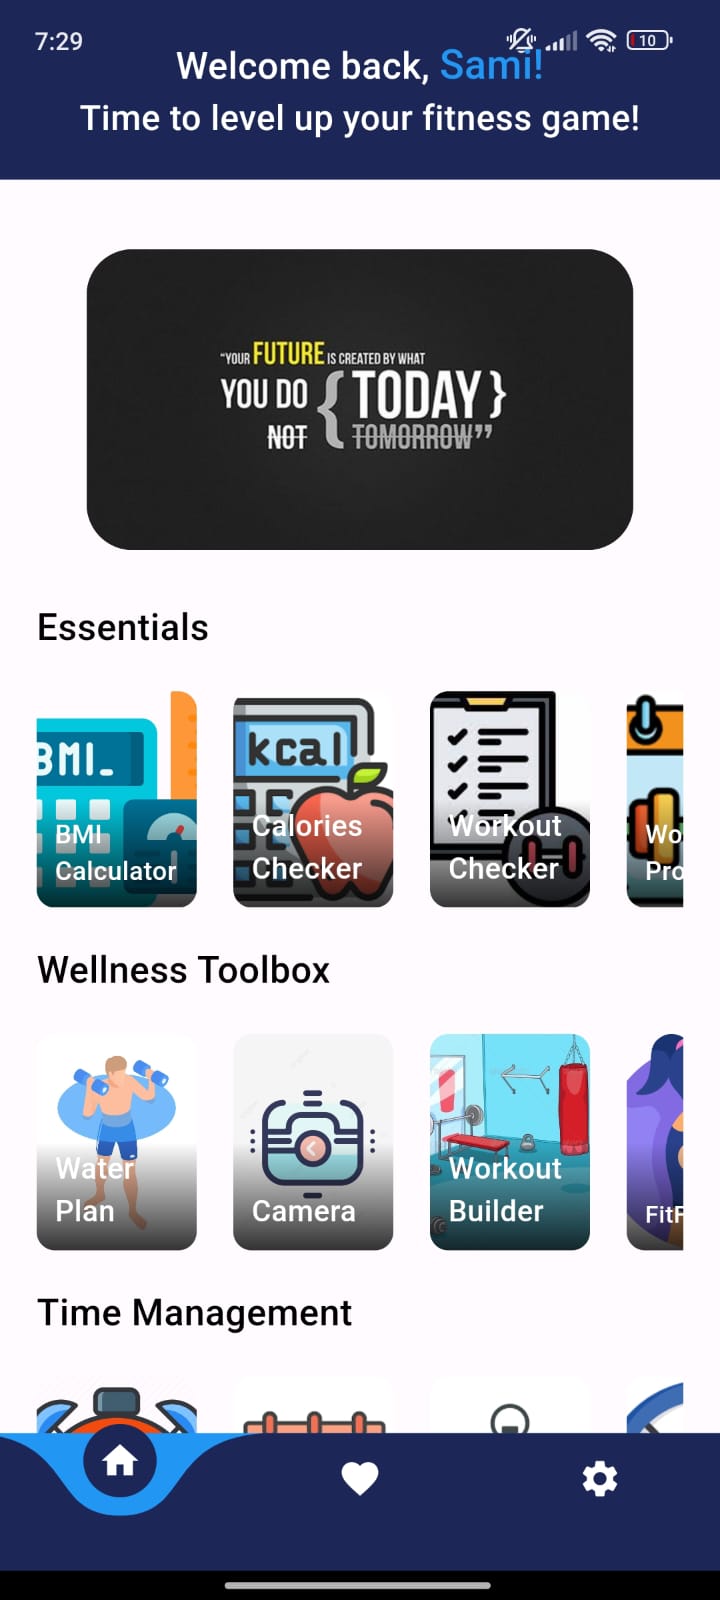 7:29
10
Welcome back, Sami!
Time to level up your fitness game!
“YOUR FUTURE IS CREATED BY WHAT
YOU DO { TODAY }
NOT TOMORROW”
Essentials
BMI
kcal
BMI
Calculator
Calories
Checker
Workout
Checker
Wo
Pro
Wellness Toolbox
Water
Plan
Camera
Workout
Builder
FitF
Time Management